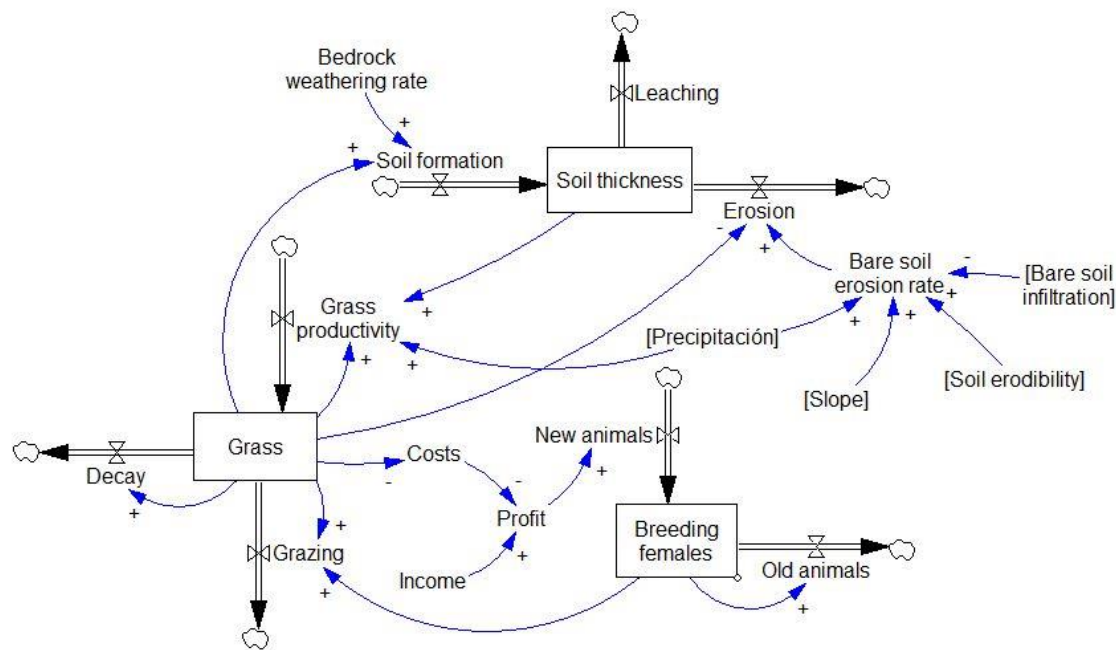 Bedrock
weathering rate
Leaching
+
+
Soil formation
Soil thickness
Erosion
-
+
Bare soil
erosion rate
-
+
+
+
[Bare soil
infiltration]
Grass
productivity
+
+
+
[Precipitación]
[Slope]
[Soil erodibility]
Grass
Decay
+
Costs
-
-
New animals
+
Profit
+
Income
Grazing
+
+
Breeding
females
Old animals
+